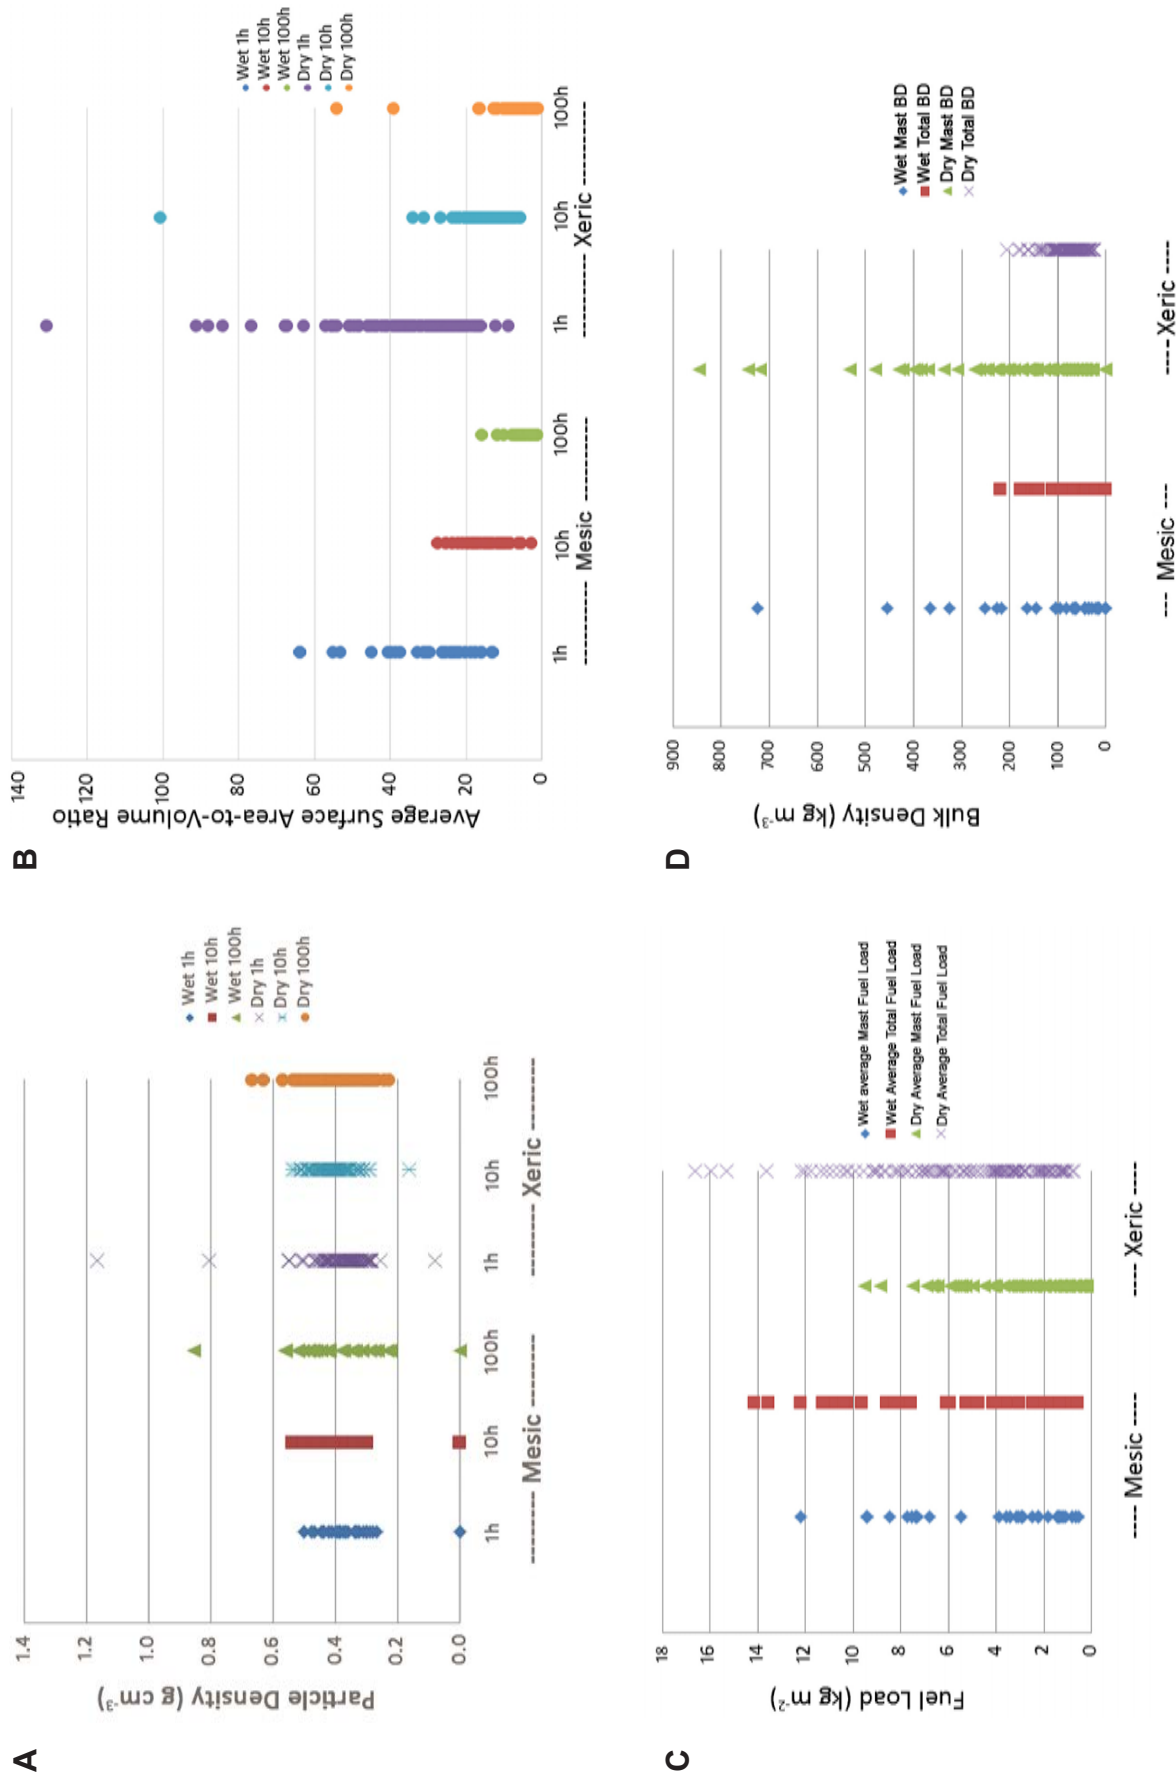 A
Particle Density (g cm-3)
1.4
1.2
1.0
0.8
0.6
0.4
0.2
0.0
1h
10h
100h
1h
10h
100h
-------- Mesic --------
-------- Xeric --------
Wet 1h
Wet 10h
Wet 100h
Dry 1h
Dry 10h
Dry 100h
B
Average Surface Area-to-Volume Ratio
140
120
100
80
60
40
20
0
1h
10h
100h
1h
10h
100h
---------- Mesic ----------
---------- Xeric ----------
Wet 1h
Wet 10h
Wet 100h
Dry 1h
Dry 10h
Dry 100h
C
Fuel Load (kg m-2)
18
16
14
12
10
8
6
4
2
0
---- Mesic ----
---- Xeric ----
Wet average Mast Fuel Load
Wet Average Total Fuel Load
Dry Average Mast Fuel Load
Dry Average Total Fuel Load
D
Bulk Density (kg m-3)
900
800
700
600
500
400
300
200
100
0
--- Mesic ---
---- Xeric ----
Wet Mast BD
Wet Total BD
Dry Mast BD
Dry Total BD